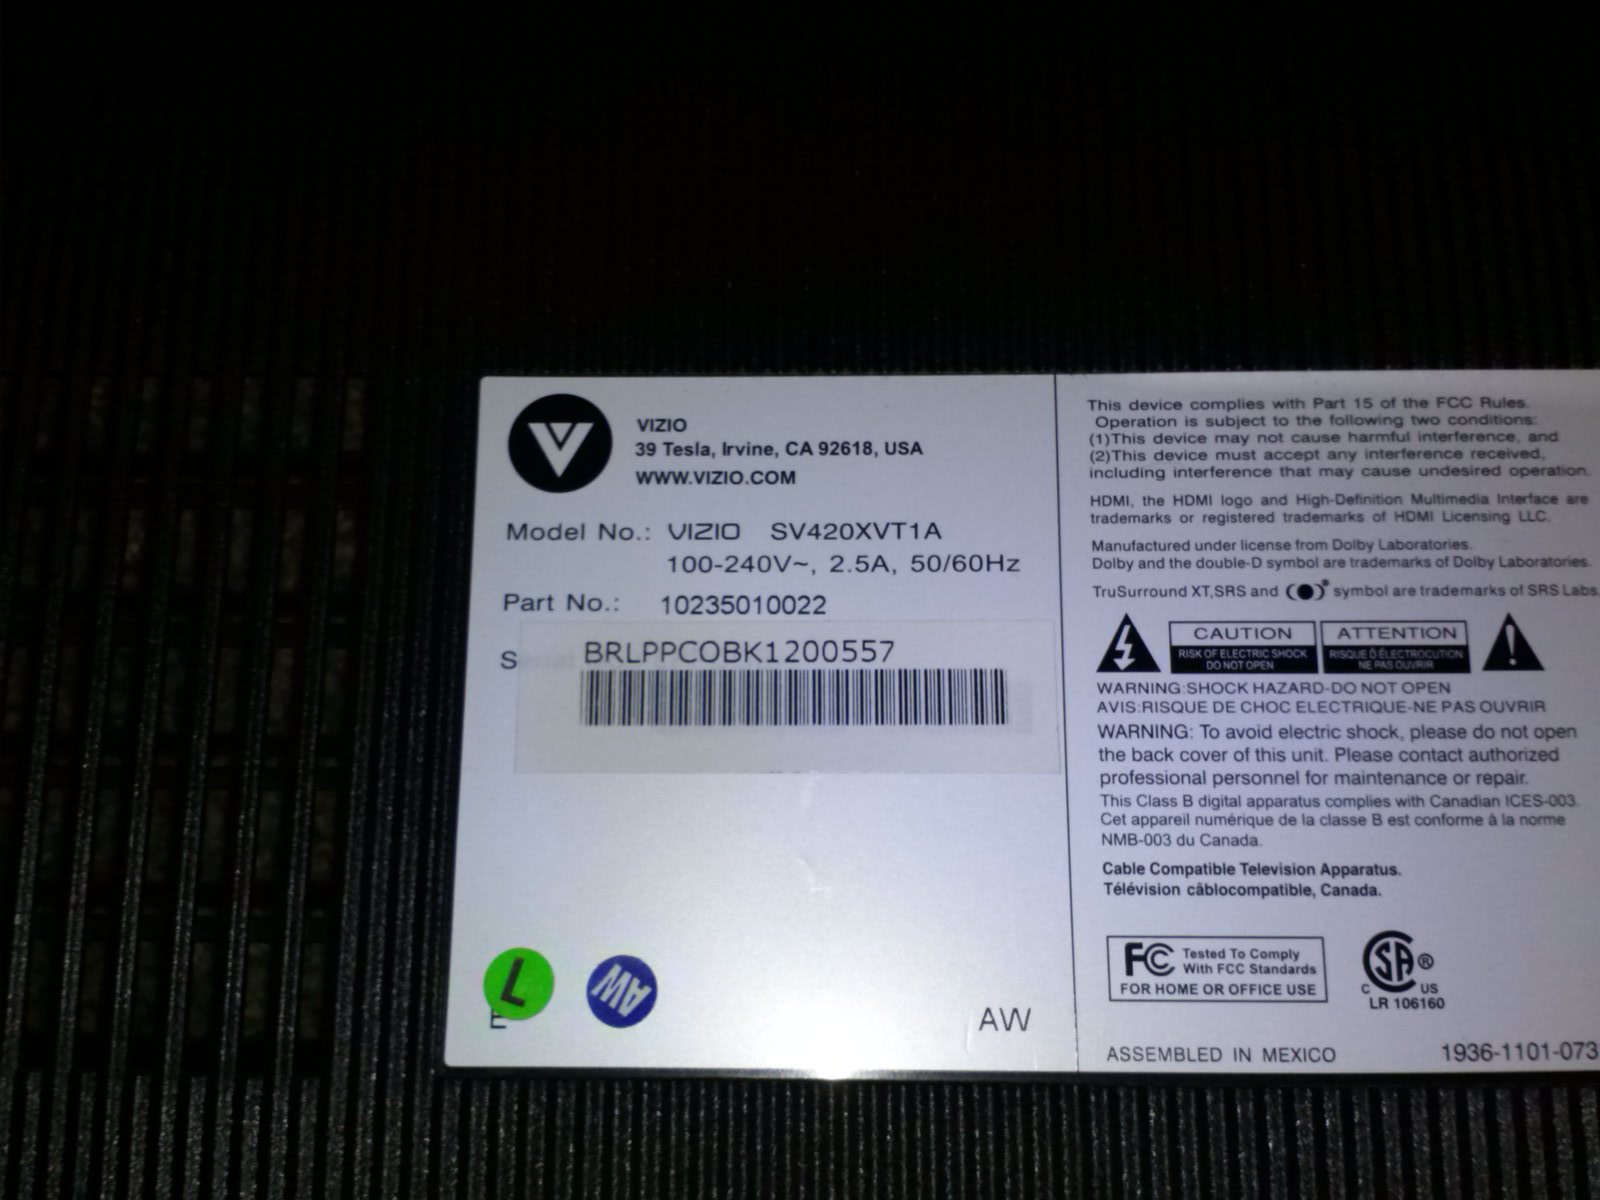 VIZIO
39 Tesla, Irvine, CA 92618, USA
WWW.VIZIO.COM
Model No.: VIZIO SV420XVT1A
100-240V~, 2.5A, 50/60Hz
Part No.: 10235010022
S
BRLPPCOBK1200557
L
E
AW
AW
This device complies with Part 15 of the FCC Rules.
Operation is subject to the following two conditions:
(1)This device may not cause harmful interference, and
(2)This device must accept any interference received,
including interference that may cause undesired operation.
HDMI, the HDMI logo and High-Definition Multimedia Interface are
trademarks or registered trademarks of HDMI Licensing LLC.
Manufactured under license from Dolby Laboratories.
Dolby and the double-D symbol are trademarks of Dolby Laboratories.
TruSurround XT,SRS and (●)® symbol are trademarks of SRS Labs.
CAUTION
RISK OF ELECTRIC SHOCK
DO NOT OPEN
ATTENTION
RISQUE Ô ÉLECTROCUTION
NE PAS OUVRIR
WARNING:SHOCK HAZARD-DO NOT OPEN
AVIS:RISQUE DE CHOC ELECTRIQUE-NE PAS OUVRIR
WARNING: To avoid electric shock, please do not open
the back cover of this unit. Please contact authorized
professional personnel for maintenance or repair.
This Class B digital apparatus complies with Canadian ICES-003.
Cet appareil numérique de la classe B est conforme à la norme
NMB-003 du Canada.
Cable Compatible Television Apparatus.
Télévision câblocompatible, Canada.
FC Tested To Comply
With FCC Standards
FOR HOME OR OFFICE USE
C SA® US
LR 106160
ASSEMBLED IN MEXICO
1936-1101-073